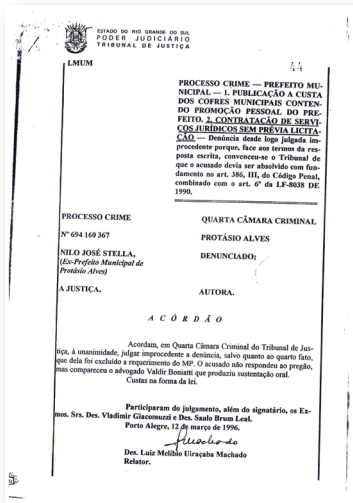 ESTADO DO RIO GRANDE DO SUL
PODER JUDICIÁRIO
TRIBUNAL DE JUSTIÇA
LMUM
44
PROCESSO CRIME — PREFEITO MU-
NICIPAL — 1. PUBLICAÇÃO A CUSTA
DOS COFRES MUNICIPAIS CONTEN-
DO PROMOÇÃO PESSOAL DO PRE-
FEITO. 2. CONTRATAÇÃO DE SERVI-
ÇOS JURÍDICOS SEM PRÉVIA LICITA-
ÇÃO — Denúncia desde logo julgada im-
procedente porque, face aos termos da res-
posta escrita, convenceu-se o Tribunal de
que o acusado devia ser absolvido com fun-
damento no art. 386, III, do Código Penal,
combinado com o art. 6º da LF-8038 DE
1990.
PROCESSO CRIME
QUARTA CÂMARA CRIMINAL
Nº 694 160 367
PROTÁSIO ALVES
NILO JOSÉ STELLA,
DENUNCIADO;
(Ex-Prefeito Municipal de
Protásio Alves)
A JUSTIÇA,
AUTORA.
A C Ó R D Ã O
Acordam, em Quarta Câmara Criminal do Tribunal de Jus-
tiça, à unanimidade, julgar improcedente a denúncia, salvo quanto ao quarto fato,
que dela foi excluído a requerimento do MP. O acusado não respondeu ao pregão,
mas compareceu o advogado Valdir Boniatti que produziu sustentação oral.
Custas na forma da lei.
Participaram do julgamento, além do signatário, os Ex-
mos. Srs. Des. Vladimir Giacomuzzi e Des. Saulo Brum Leal.
Porto Alegre, 12 de março de 1996.
Des. Luiz Melíbio Uiraçaba Machado
Relator.